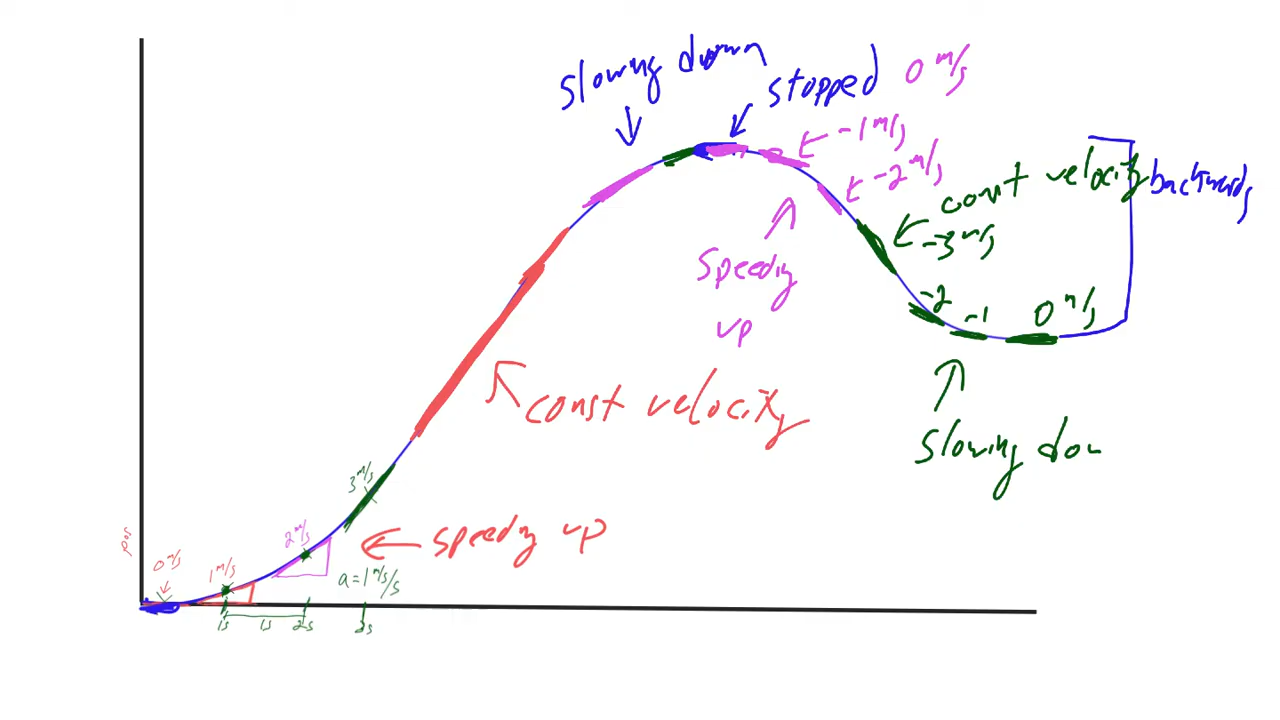 slowing down
stopped 0 m/s
-1 m/s
-2 m/s
const velocity
backwards
-3 m/s
speeding
up
-2
-1
0 m/s
const velocity
slowing dow
3 m/s
speeding up
2 m/s
pos
0 m/s
1 m/s
a = 1 m/s/s
1s
1s
2s
3s